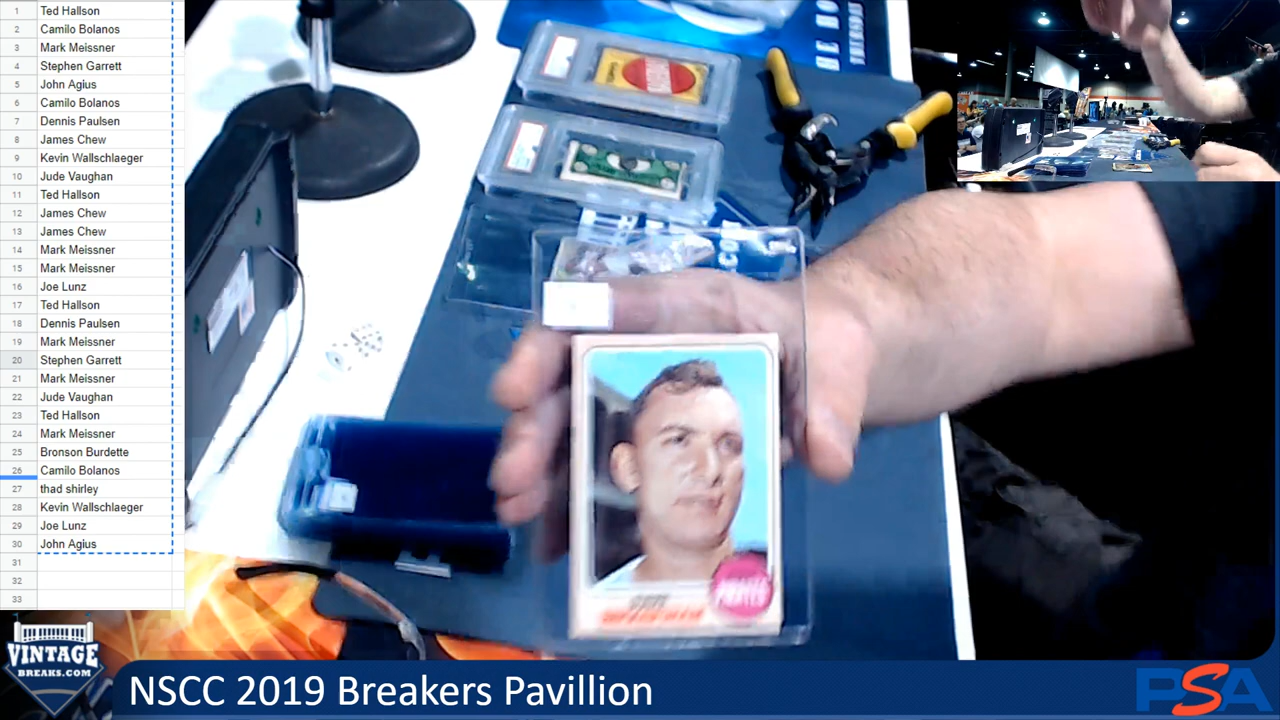 1 Ted Hallson
2 Camilo Bolanos
3 Mark Meissner
4 Stephen Garrett
5 John Agius
6 Camilo Bolanos
7 Dennis Paulsen
8 James Chew
9 Kevin Wallschlaeger
10 Jude Vaughan
11 Ted Hallson
12 James Chew
13 James Chew
14 Mark Meissner
15 Mark Meissner
16 Joe Lunz
17 Ted Hallson
18 Dennis Paulsen
19 Mark Meissner
20 Stephen Garrett
21 Mark Meissner
22 Jude Vaughan
23 Ted Hallson
24 Mark Meissner
25 Bronson Burdette
26 Camilo Bolanos
27 thad shirley
28 Kevin Wallschlaeger
29 Joe Lunz
30 John Agius
31
32
33
PIRATES
VINTAGE
BREAKS.COM
NSCC 2019 Breakers Pavillion
PSA